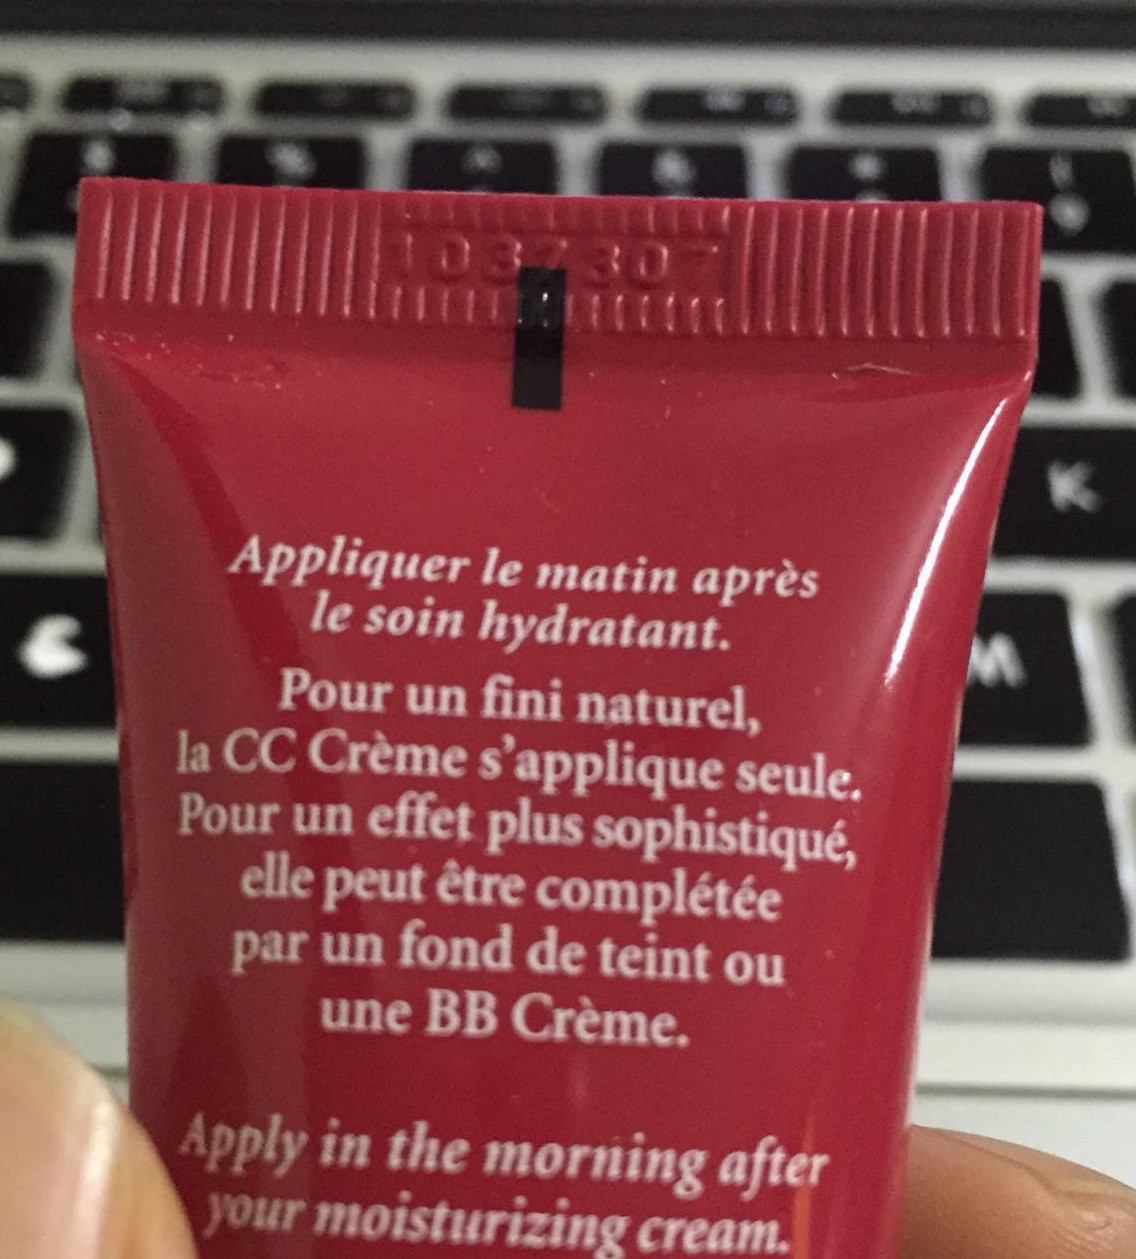 1037307
Appliquer le matin après
le soin hydratant.
Pour un fini naturel,
la CC Crème s'applique seule.
Pour un effet plus sophistiqué,
elle peut être complétée
par un fond de teint ou
une BB Crème.
Apply in the morning after
your moisturizing cream.
K
M